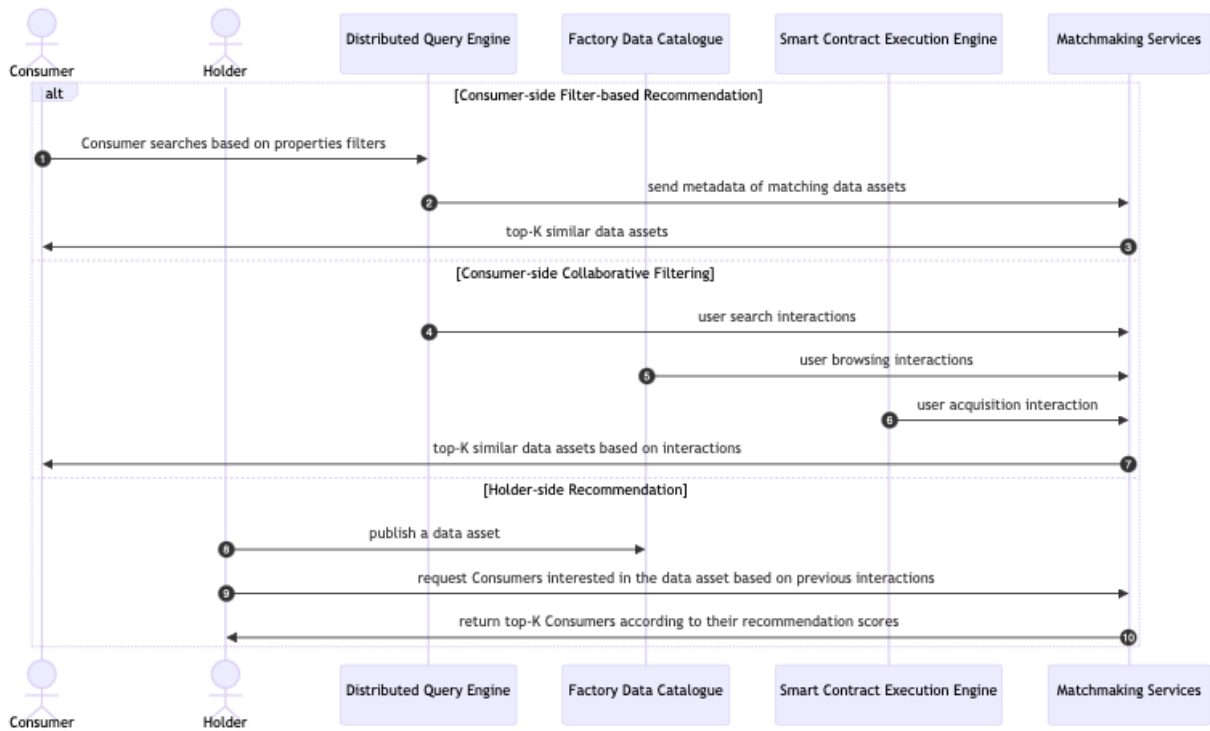 Distributed Query Engine
Factory Data Catalogue
Smart Contract Execution Engine
Matchmaking Services
Consumer
Holder
alt
[Consumer-side Filter-based Recommendation]
Consumer searches based on properties filters
1
send metadata of matching data assets
2
top-K similar data assets
3
[Consumer-side Collaborative Filtering]
user search interactions
4
user browsing interactions
5
user acquisition interaction
6
top-K similar data assets based on interactions
7
[Holder-side Recommendation]
publish a data asset
8
request Consumers interested in the data asset based on previous interactions
9
return top-K Consumers according to their recommendation scores
10
Distributed Query Engine
Factory Data Catalogue
Smart Contract Execution Engine
Matchmaking Services
Consumer
Holder